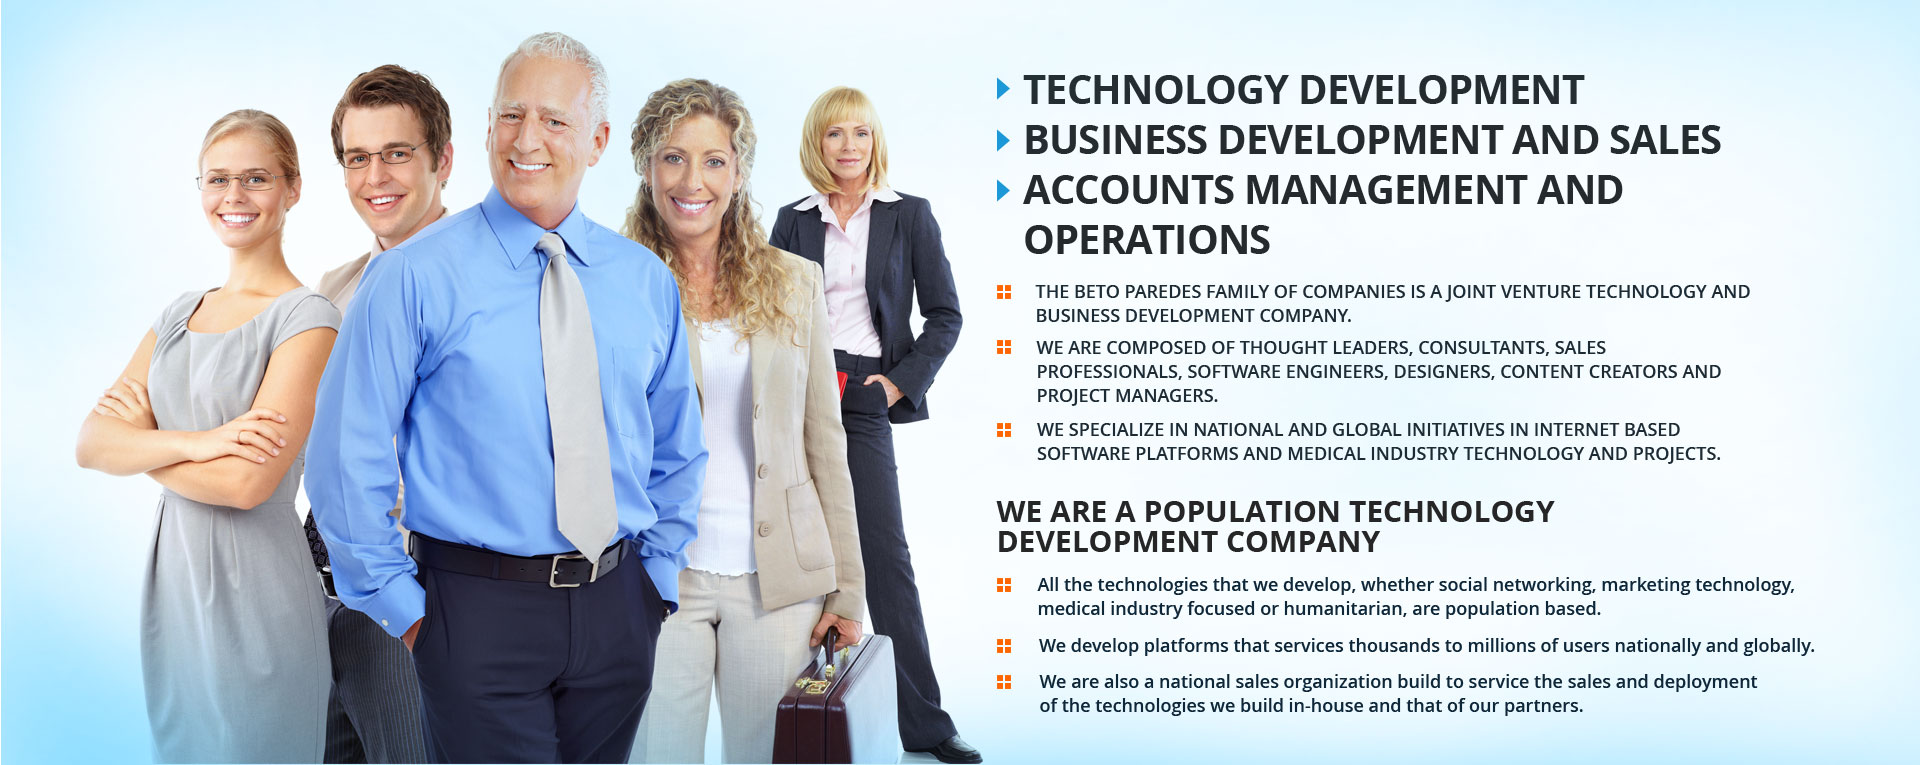 TECHNOLOGY DEVELOPMENT
BUSINESS DEVELOPMENT AND SALES
ACCOUNTS MANAGEMENT AND
OPERATIONS
THE BETO PAREDES FAMILY OF COMPANIES IS A JOINT VENTURE TECHNOLOGY AND
BUSINESS DEVELOPMENT COMPANY.
WE ARE COMPOSED OF THOUGHT LEADERS, CONSULTANTS, SALES
PROFESSIONALS, SOFTWARE ENGINEERS, DESIGNERS, CONTENT CREATORS AND
PROJECT MANAGERS.
WE SPECIALIZE IN NATIONAL AND GLOBAL INITIATIVES IN INTERNET BASED
SOFTWARE PLATFORMS AND MEDICAL INDUSTRY TECHNOLOGY AND PROJECTS.
WE ARE A POPULATION TECHNOLOGY
DEVELOPMENT COMPANY
All the technologies that we develop, whether social networking, marketing technology,
medical industry focused or humanitarian, are population based.
We develop platforms that services thousands to millions of users nationally and globally.
We are also a national sales organization build to service the sales and deployment
of the technologies we build in-house and that of our partners.